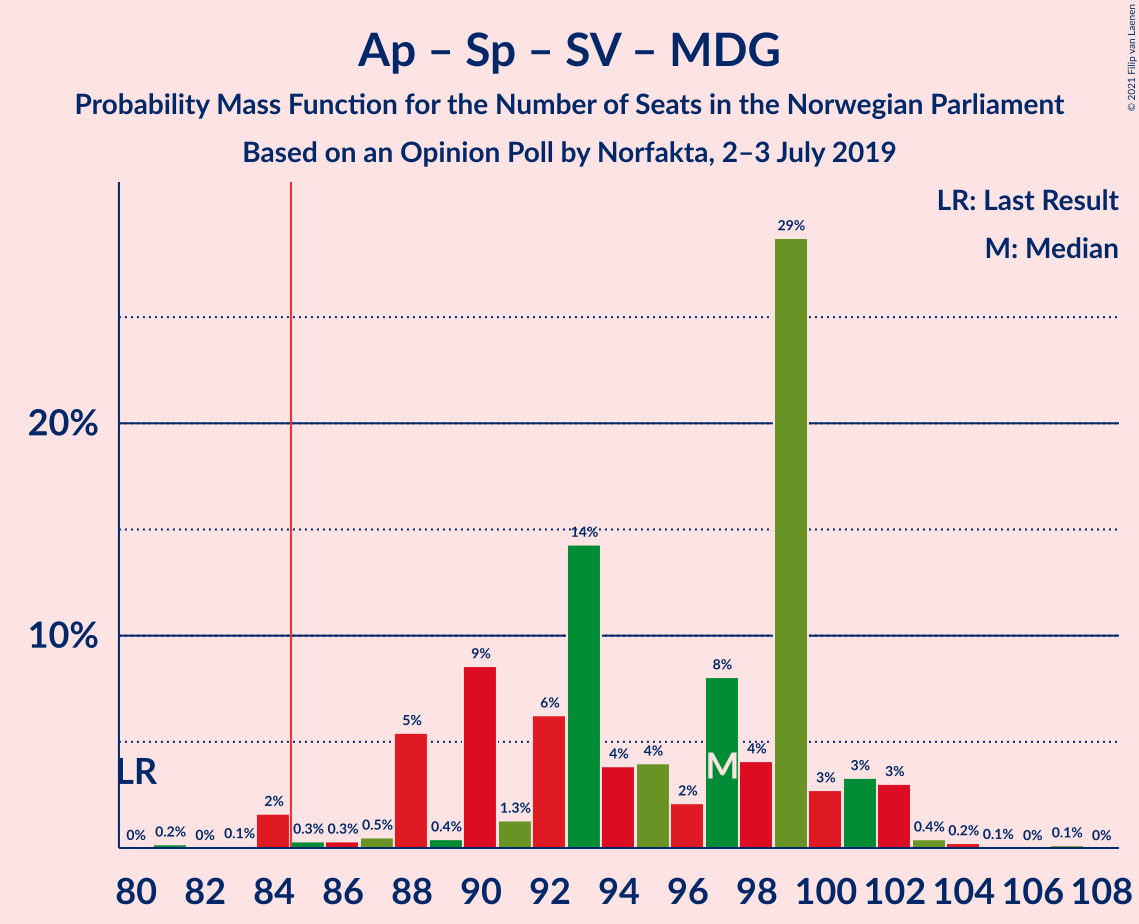 Ap – Sp – SV – MDG
Probability Mass Function for the Number of Seats in the Norwegian Parliament
Based on an Opinion Poll by Norfakta, 2–3 July 2019
© 2021 Filip van Laenen
LR: Last Result
M: Median
20%
10%
LR
M
0% 0.2% 0% 0.1% 2% 0.3% 0.3% 0.5% 5% 0.4% 9% 1.3% 6% 14% 4% 4% 2% 8% 4% 29% 3% 3% 3% 0.4% 0.2% 0.1% 0% 0.1% 0%
80 82 84 86 88 90 92 94 96 98 100 102 104 106 108